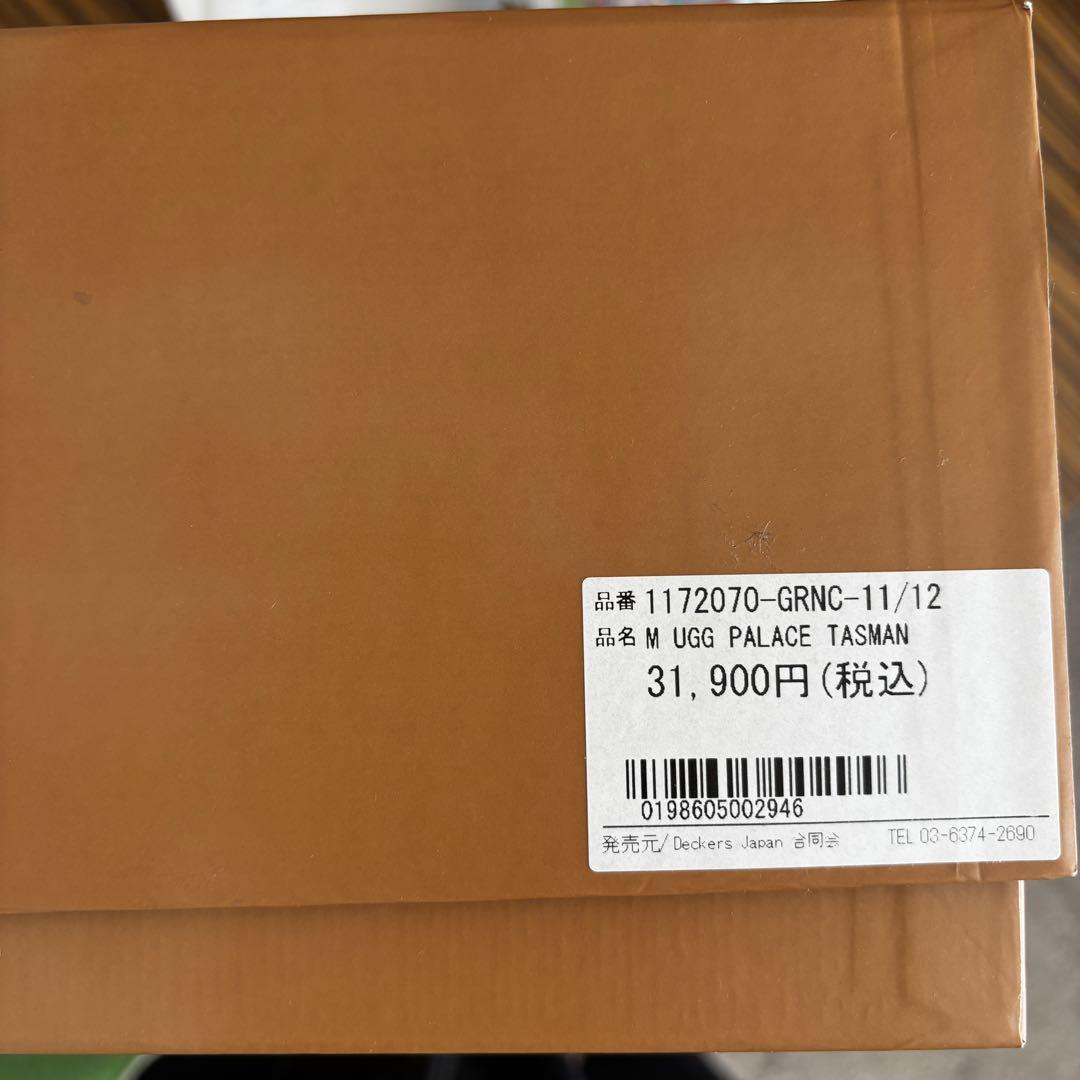 品番 1172070-GRNC-11/12
品名 M UGG PALACE TASMAN
31,900円(税込)
0198605002946
発売元/Deckers Japan 合同会 TEL 03-6374-2690